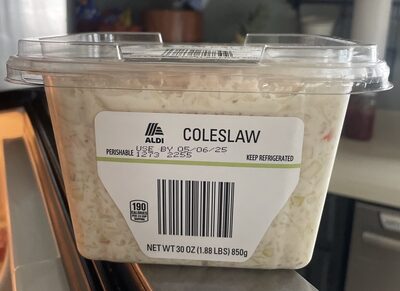 ALDI
COLESLAW
USE BY 05/06/25
PERISHABLE
1273 2255
KEEP REFRIGERATED
190
CALORIES
NET WT 30 OZ (1.88 LBS) 850g